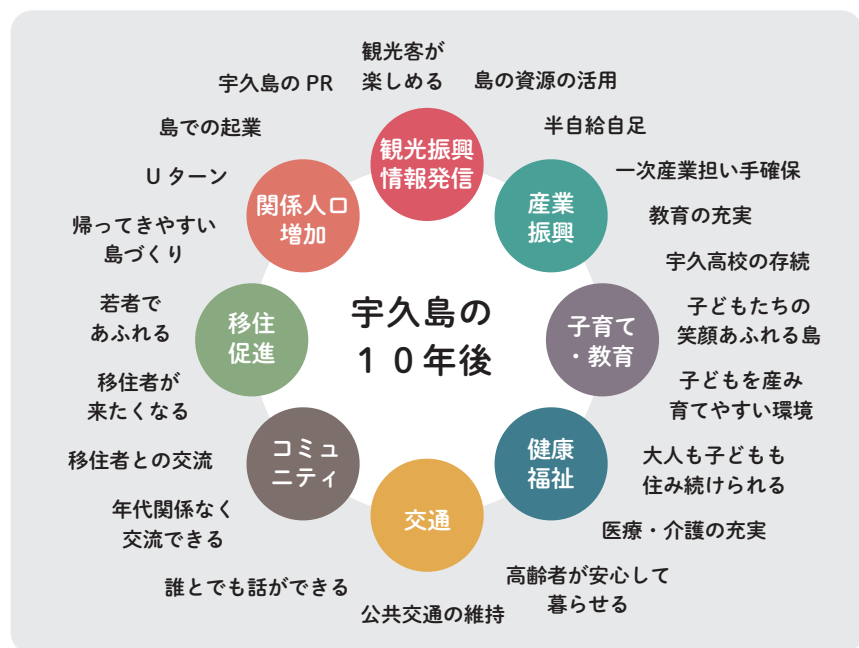 宇久島の
１０年後
観光振興
情報発信
産業
振興
子育て
・教育
健康
福祉
交通
コミュ
ニティ
移住
促進
関係人口
増加
観光客が
楽しめる
島の資源の活用
半自給自足
一次産業担い手確保
教育の充実
宇久高校の存続
子どもたちの
笑顔あふれる島
子どもを産み
育てやすい環境
大人も子どもも
住み続けられる
医療・介護の充実
高齢者が安心して
暮らせる
公共交通の維持
誰とでも話ができる
年代関係なく
交流できる
移住者との交流
移住者が
来たくなる
若者で
あふれる
帰ってきやすい
島づくり
Uターン
島での起業
宇久島のPR